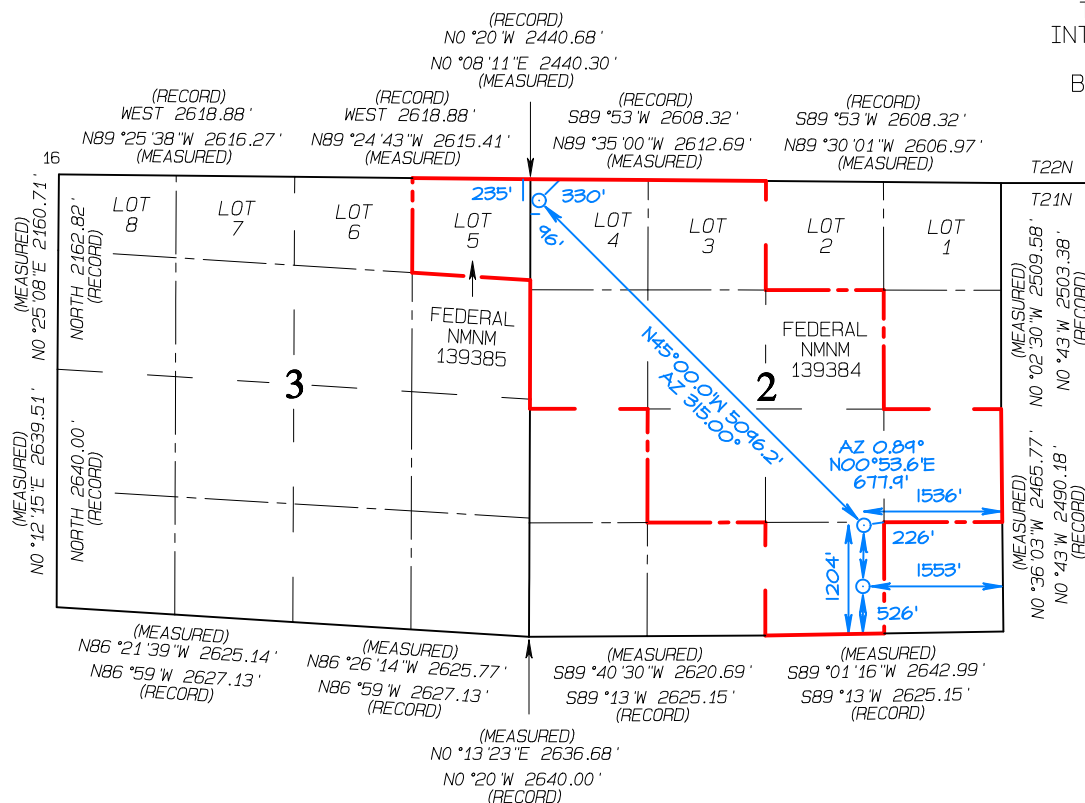 (RECORD)
N0°20'W 2440.68'
N0°08'11"E 2440.30'
(MEASURED)
INT
B
(RECORD)
WEST 2618.88'
N89°25'38"W 2616.27'
(MEASURED)
(RECORD)
WEST 2618.88'
N89°24'43"W 2615.41'
(MEASURED)
(RECORD)
S89°53'W 2608.32'
N89°35'00"W 2612.69'
(MEASURED)
(RECORD)
S89°53'W 2608.32'
N89°30'01"W 2606.97'
(MEASURED)
16
T22N
T21N
LOT
8
LOT
7
LOT
6
LOT
5
235'
330'
96'
LOT
4
LOT
3
LOT
2
LOT
1
(MEASURED)
N0°25'08"E 2160.71'
NORTH 2162.82'
(RECORD)
(MEASURED)
N0°02'30"W 2509.58'
N0°43'W 2503.38'
(RECORD)
FEDERAL
NMNM
139385
FEDERAL
NMNM
139384
3
2
N45°00.0'W 5096.2'
AZ 315.00°
AZ 0.89°
N00°53.6'E
677.9'
1536'
226'
1204'
1553'
526'
(MEASURED)
N0°12'15"E 2639.51'
NORTH 2640.00'
(RECORD)
(MEASURED)
N0°36'03"W 2465.77'
N0°43'W 2490.18'
(RECORD)
(MEASURED)
N86°21'39"W 2625.14'
N86°59'W 2627.13'
(RECORD)
(MEASURED)
N86°26'14"W 2625.77'
N86°59'W 2627.13'
(RECORD)
(MEASURED)
S89°40'30"W 2620.69'
S89°13'W 2625.15'
(RECORD)
(MEASURED)
S89°01'16"W 2642.99'
S89°13'W 2625.15'
(RECORD)
(MEASURED)
N0°13'23"E 2636.68'
N0°20'W 2640.00'
(RECORD)